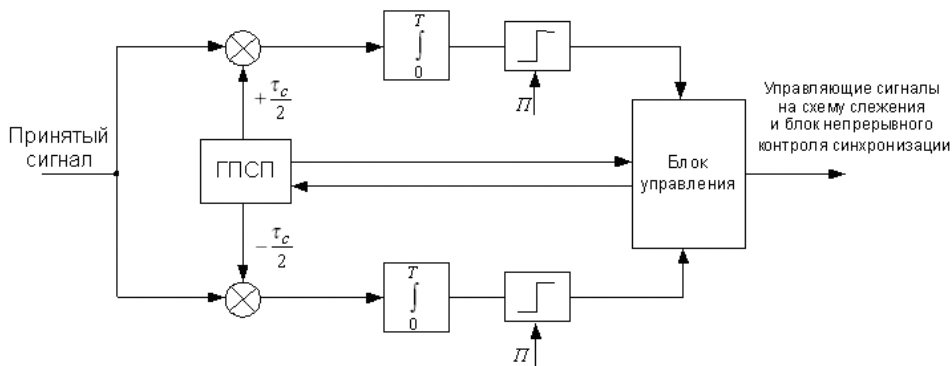 T
∫
0
П
+τc/2
Управляющие сигналы
на схему слежения
и блок непрерывного
контроля синхронизации
Принятый
сигнал
ГПСП
Блок
управления
−τc/2
T
∫
0
П